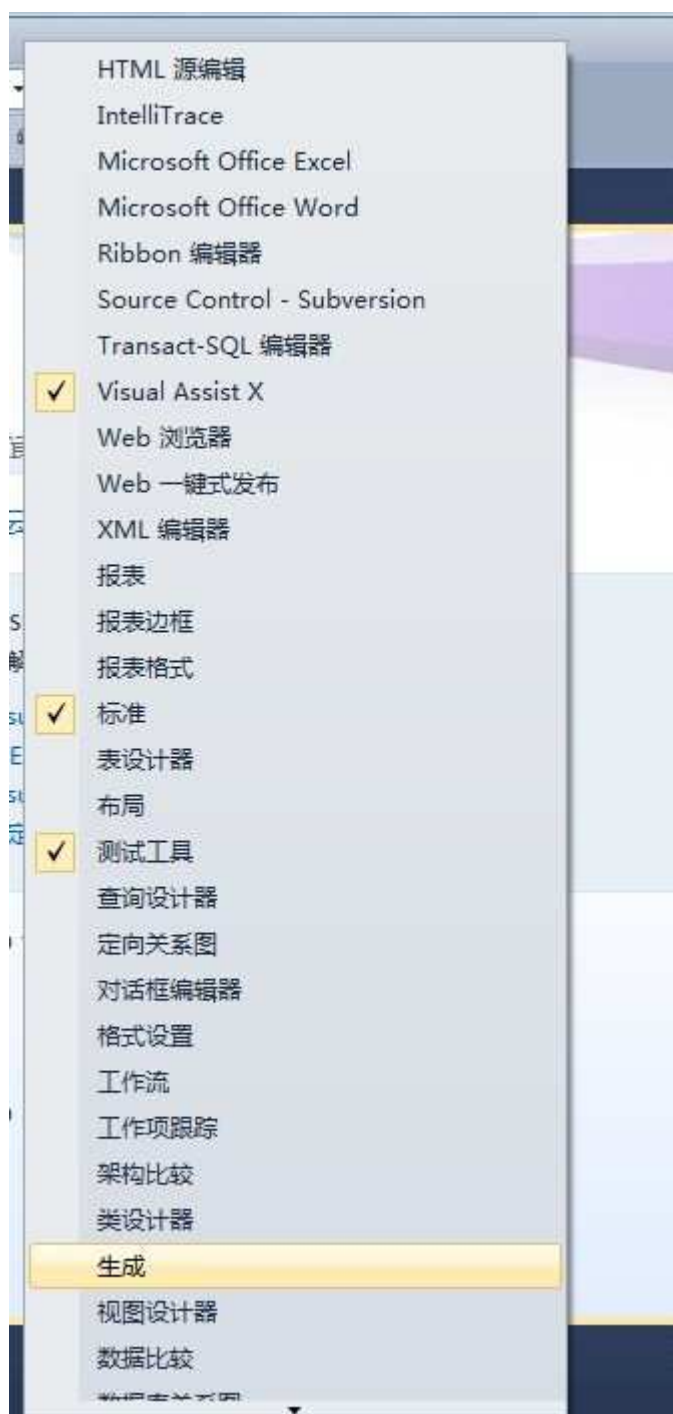 HTML 源编辑
IntelliTrace
Microsoft Office Excel
Microsoft Office Word
Ribbon 编辑器
Source Control - Subversion
Transact-SQL 编辑器
Visual Assist X
Web 浏览器
Web 一键式发布
XML 编辑器
报表
报表边框
报表格式
标准
表设计器
布局
测试工具
查询设计器
定向关系图
对话框编辑器
格式设置
工作流
工作项跟踪
架构比较
类设计器
生成
视图设计器
数据比较